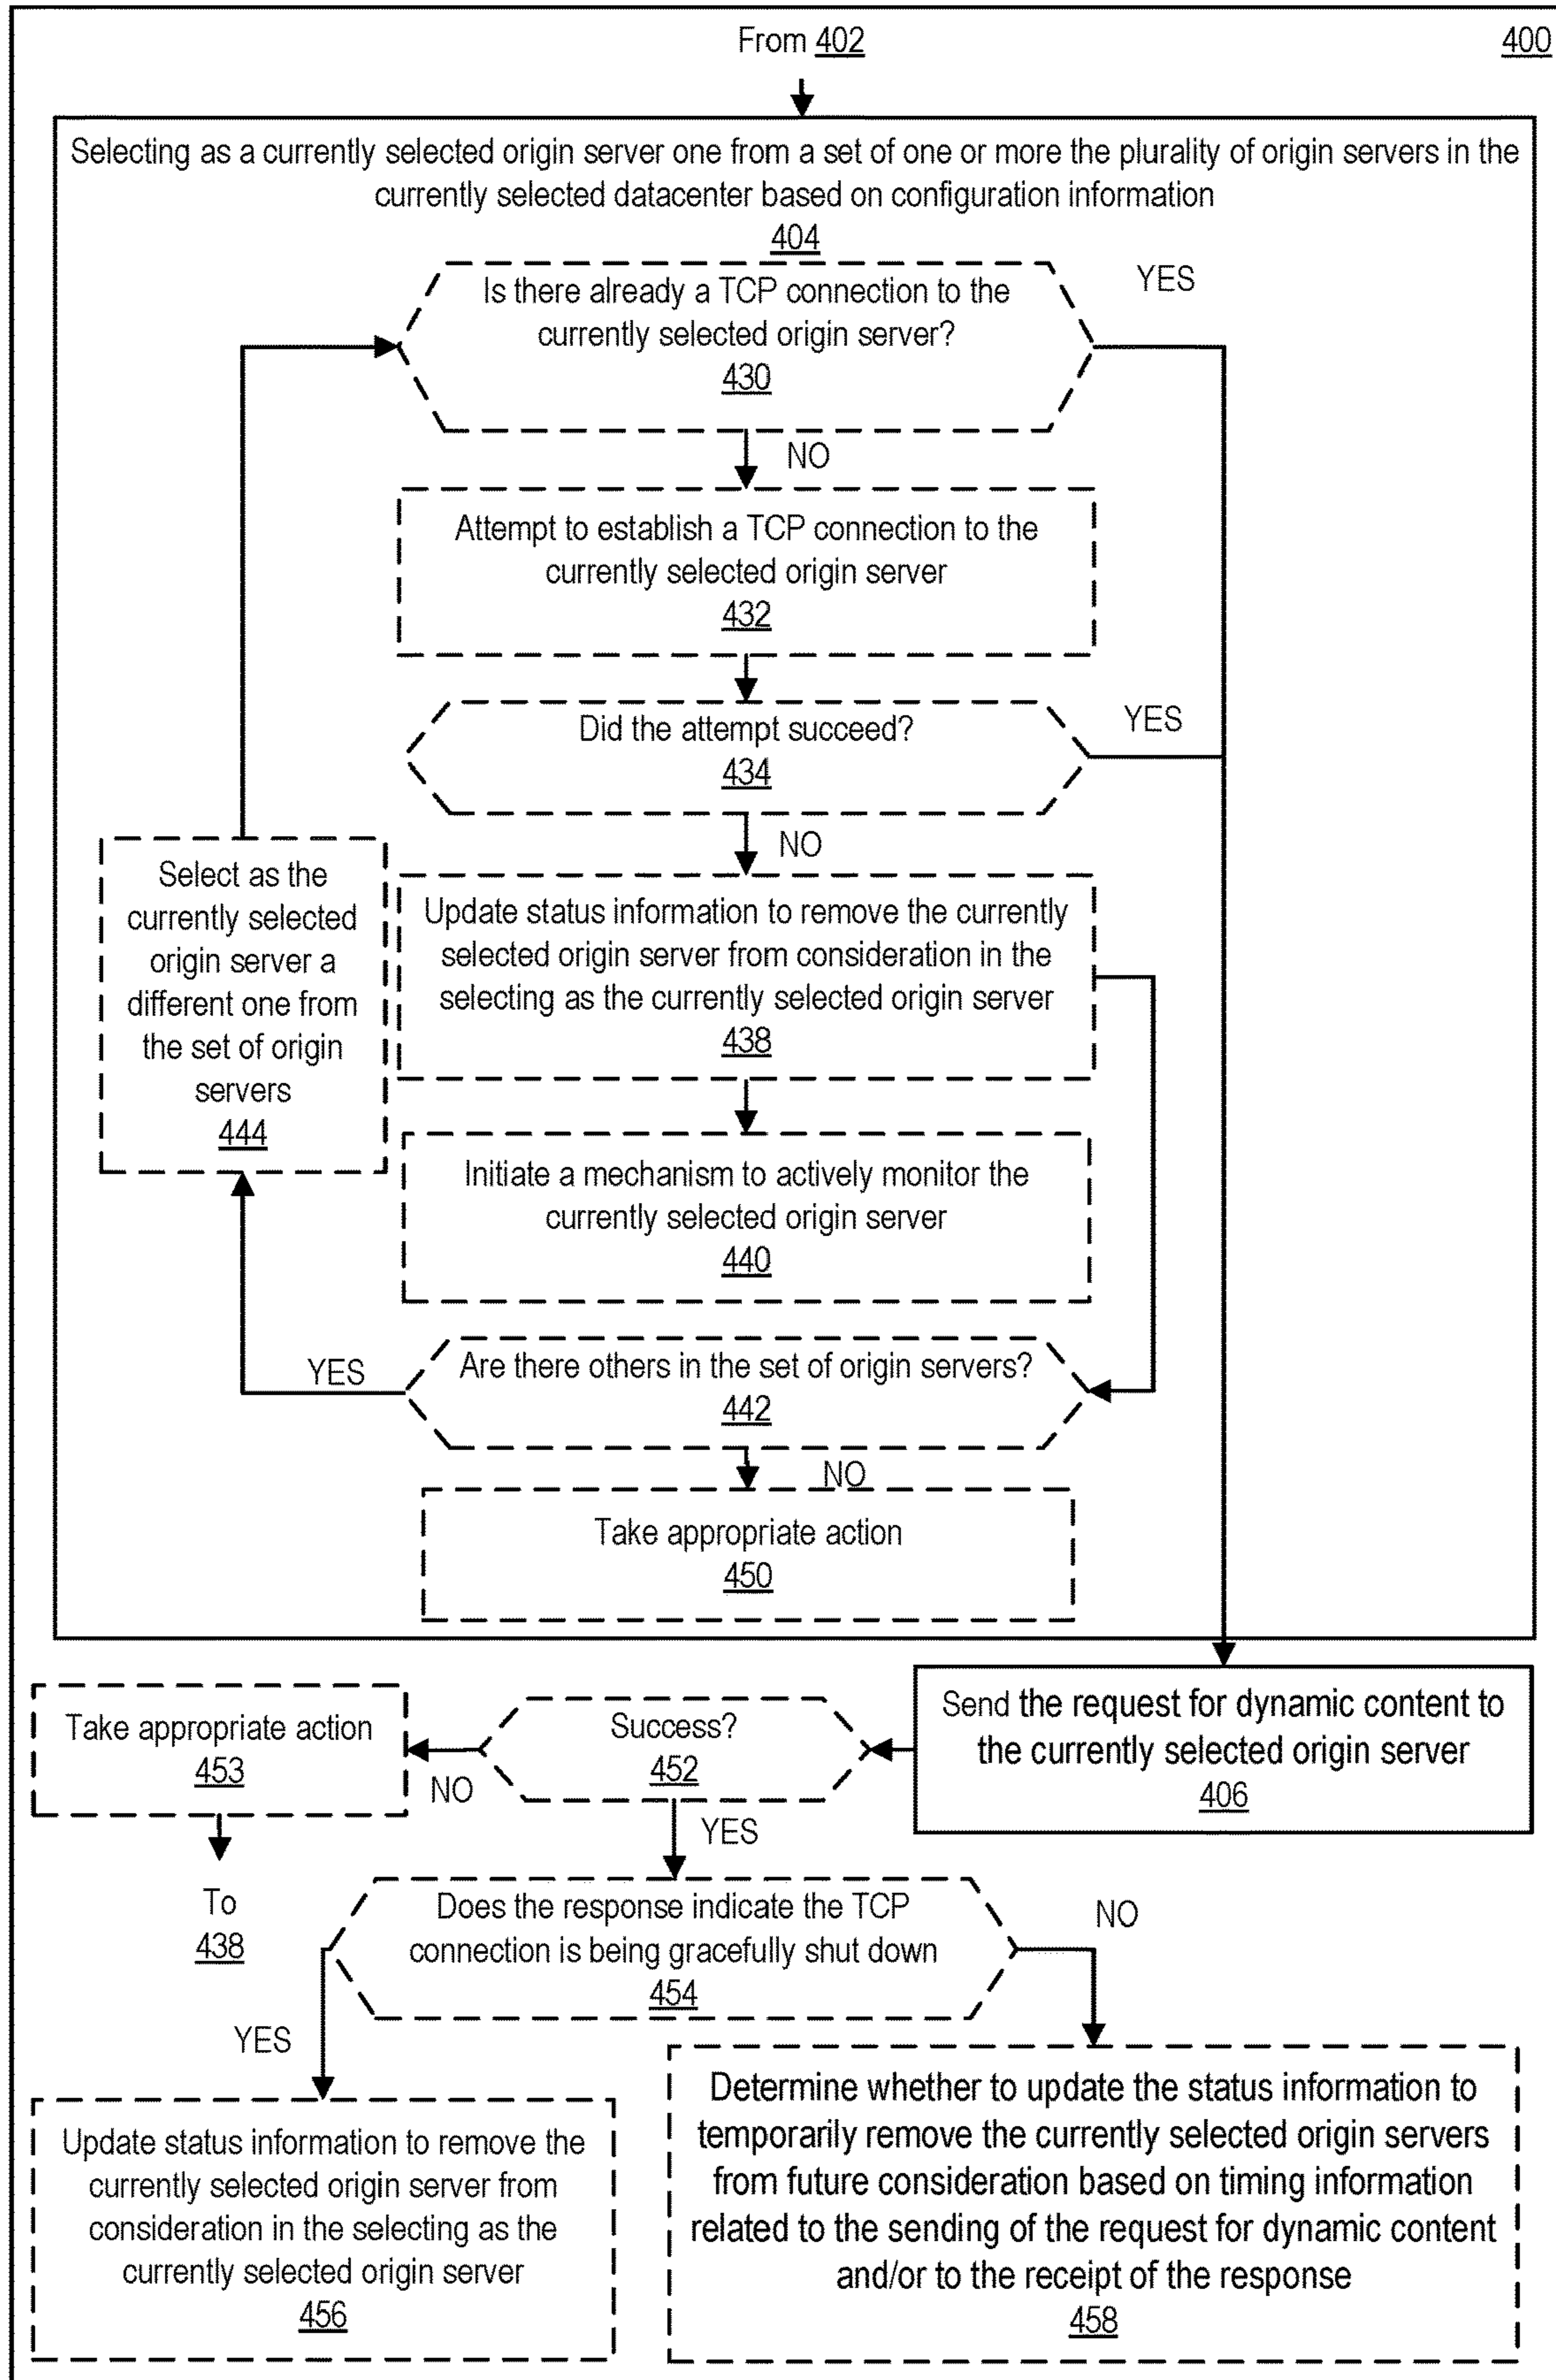 From 402
400
Selecting as a currently selected origin server one from a set of one or more the plurality of origin servers in the
currently selected datacenter based on configuration information
404
Is there already a TCP connection to the
currently selected origin server?
430
YES
NO
Attempt to establish a TCP connection to the
currently selected origin server
432
Did the attempt succeed?
434
YES
NO
Select as the
currently selected
origin server a
different one from
the set of origin
servers
444
Update status information to remove the currently
selected origin server from consideration in the
selecting as the currently selected origin server
438
Initiate a mechanism to actively monitor the
currently selected origin server
440
YES
Are there others in the set of origin servers?
442
NO
Take appropriate action
450
Send the request for dynamic content to
the currently selected origin server
406
Success?
452
NO
Take appropriate action
453
To
438
YES
Does the response indicate the TCP
connection is being gracefully shut down
454
NO
YES
Update status information to remove the
currently selected origin server from
consideration in the selecting as the
currently selected origin server
456
Determine whether to update the status information to
temporarily remove the currently selected origin servers
from future consideration based on timing information
related to the sending of the request for dynamic content
and/or to the receipt of the response
458